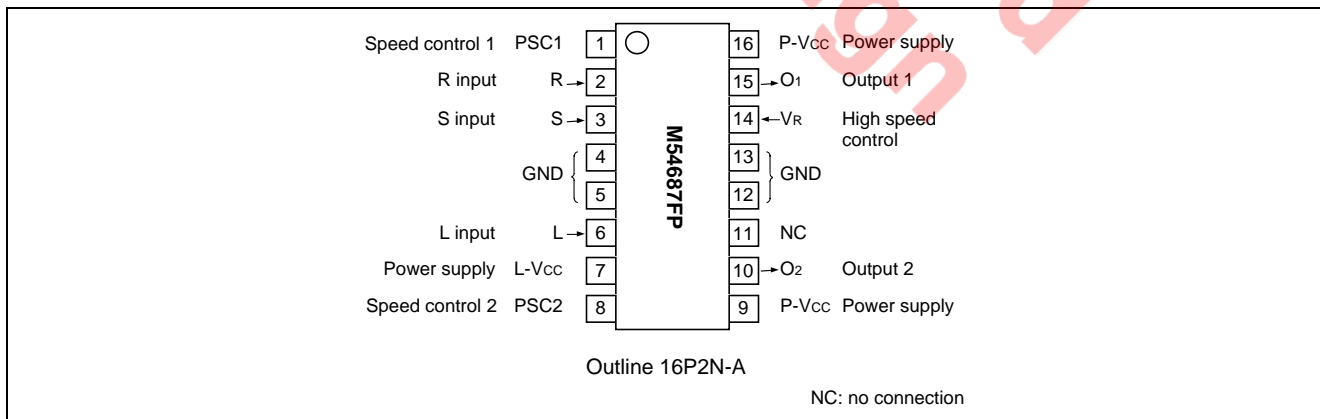 Speed control 1 PSC1 1 16 P-Vcc Power supply
R input R 2 15 O1 Output 1
S input S 3 14 VR High speed control
GND 4 13 GND
5 12
L input L 6 11 NC
Power supply L-Vcc 7 10 O2 Output 2
Speed control 2 PSC2 8 9 P-Vcc Power supply
M54687FP
Outline 16P2N-A
NC: no connection